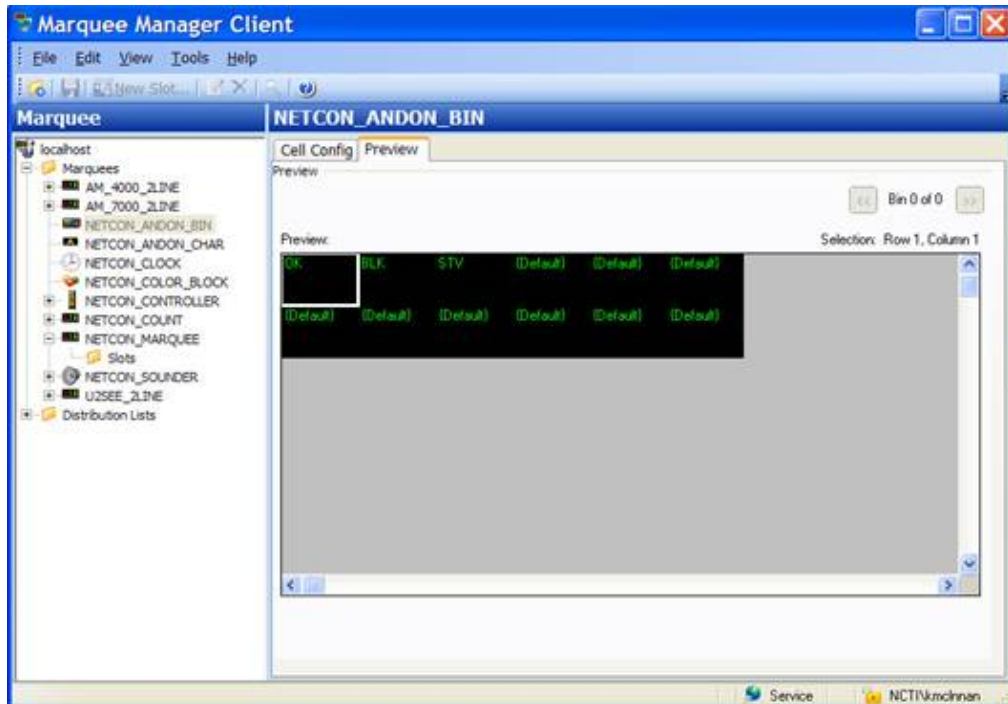 Marquee Manager Client
File Edit View Tools Help
New Slot...
Marquee
NETCON_ANDON_BIN
localhost
Marquees
AM_4000_2LINE
AM_7000_2LINE
NETCON_ANDON_BIN
NETCON_ANDON_CHAR
NETCON_CLOCK
NETCON_COLOR_BLOCK
NETCON_CONTROLLER
NETCON_COUNT
NETCON_MARQUEE
Slots
NETCON_SOUNDER
U2SEE_2LINE
Distribution Lists
Cell Config Preview
Preview
<< Bin 0 of 0 >>
Preview: Selection: Row 1, Column 1
OK BLK STV (Default) (Default) (Default)
(Default) (Default) (Default) (Default) (Default) (Default)
Service NCTI\kmclnnan